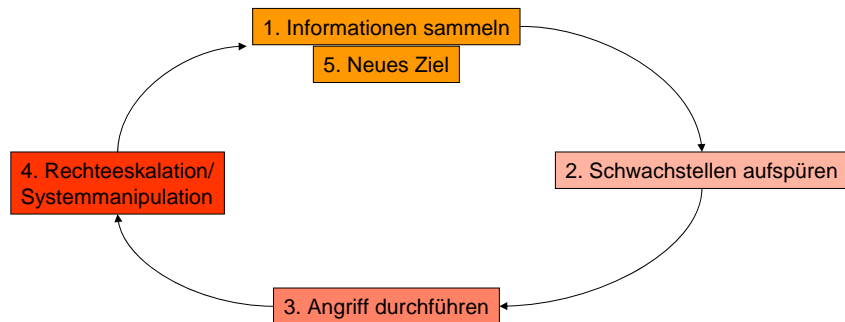 1. Informationen sammeln
5. Neues Ziel
2. Schwachstellen aufspüren
3. Angriff durchführen
4. Rechteeskalation/
Systemmanipulation